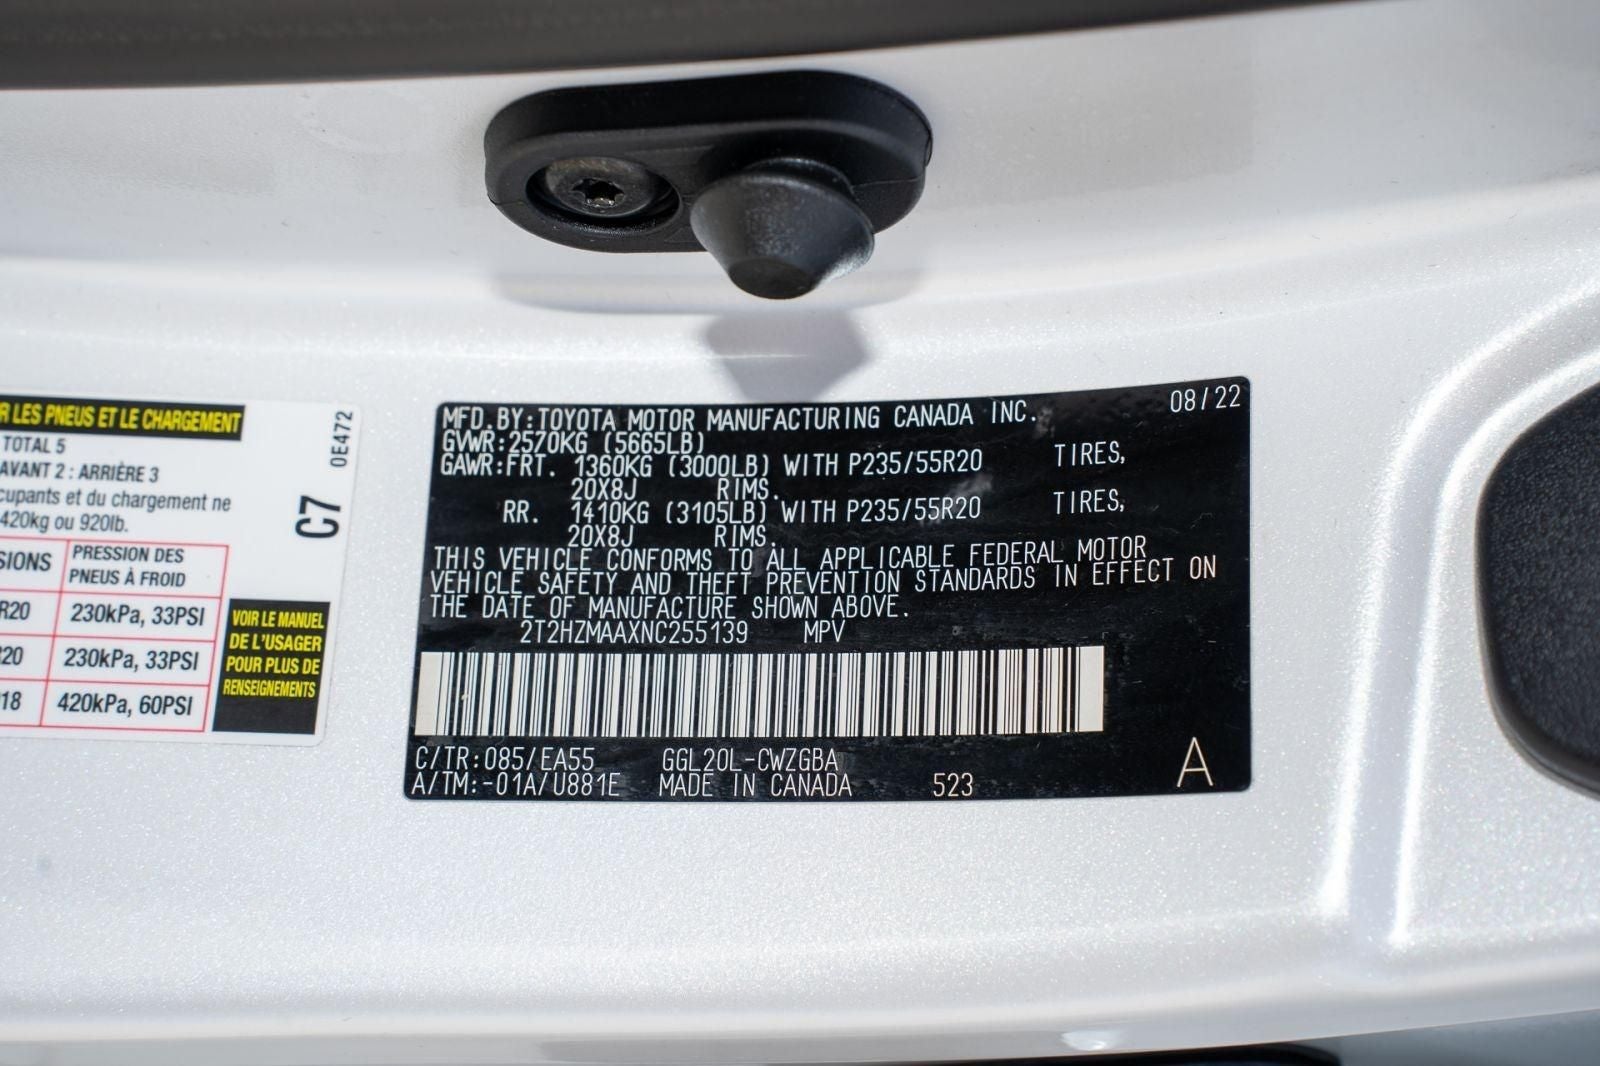 R LES PNEUS ET LE CHARGEMENT
TOTAL 5
AVANT 2 : ARRIÈRE 3
cupants et du chargement ne
420kg ou 920lb.
SIONS PRESSION DES
PNEUS À FROID
R20 230kPa, 33PSI
20 230kPa, 33PSI
18 420kPa, 60PSI
VOIR LE MANUEL
DE L'USAGER
POUR PLUS DE
RENSEIGNEMENTS
C7
0E472
MFD.BY:TOYOTA MOTOR MANUFACTURING CANADA INC. 08/22
GVWR:2570KG (5665LB)
GAWR:FRT. 1360KG (3000LB) WITH P235/55R20 TIRES,
20X8J RIMS.
RR. 1410KG (3105LB) WITH P235/55R20 TIRES,
20X8J RIMS.
THIS VEHICLE CONFORMS TO ALL APPLICABLE FEDERAL MOTOR
VEHICLE SAFETY AND THEFT PREVENTION STANDARDS IN EFFECT ON
THE DATE OF MANUFACTURE SHOWN ABOVE.
2T2HZMAAXNC255139 MPV
C/TR:085/EA55 GGL20L-CWZGBA
A/TM:-01A/U881E MADE IN CANADA 523 A